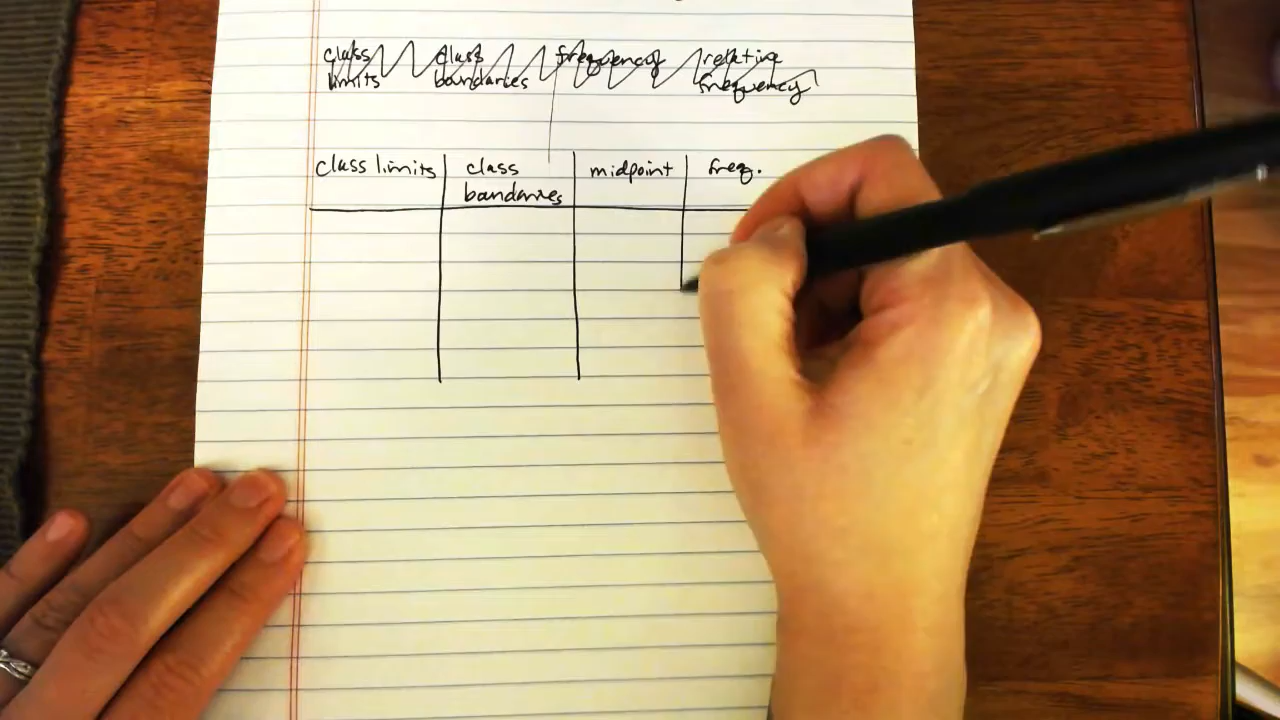 class class frequency relative
limits boundaries frequency
class limits class midpoint freq.
bandaries